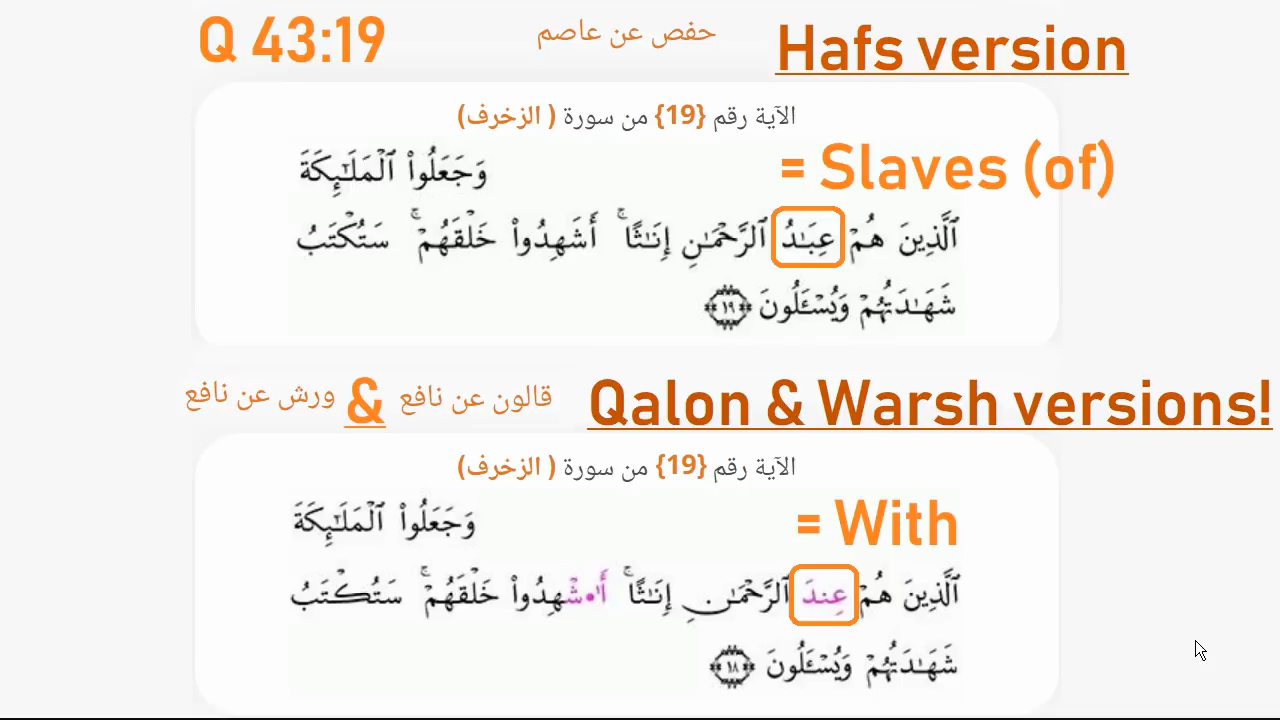 Q 43:19 حفص عن عاصم Hafs version
الآية رقم {19} من سورة ( الزخرف)
وَجَعَلُوا۟ ٱلْمَلَـٰٓئِكَةَ = Slaves (of)
ٱلَّذِينَ هُمْ عِبَـٰدُ ٱلرَّحْمَـٰنِ إِنَـٰثًا ۚ أَشَهِدُوا۟ خَلْقَهُمْ ۚ سَتُكْتَبُ
شَهَـٰدَتُهُمْ وَيُسْـَٔلُونَ ١٩
ورش عن نافع & قالون عن نافع Qalon & Warsh versions!
الآية رقم {19} من سورة ( الزخرف)
وَجَعَلُوا۟ ٱلْمَلَـٰٓئِكَةَ = With
ٱلَّذِينَ هُمْ عِندَ ٱلرَّحْمَـٰنِ إِنَـٰثًا ۚ أَا۟شْهِدُوا۟ خَلْقَهُمْ ۚ سَتُكْتَبُ
شَهَـٰدَتُهُمْ وَيُسْـَٔلُونَ ١٨